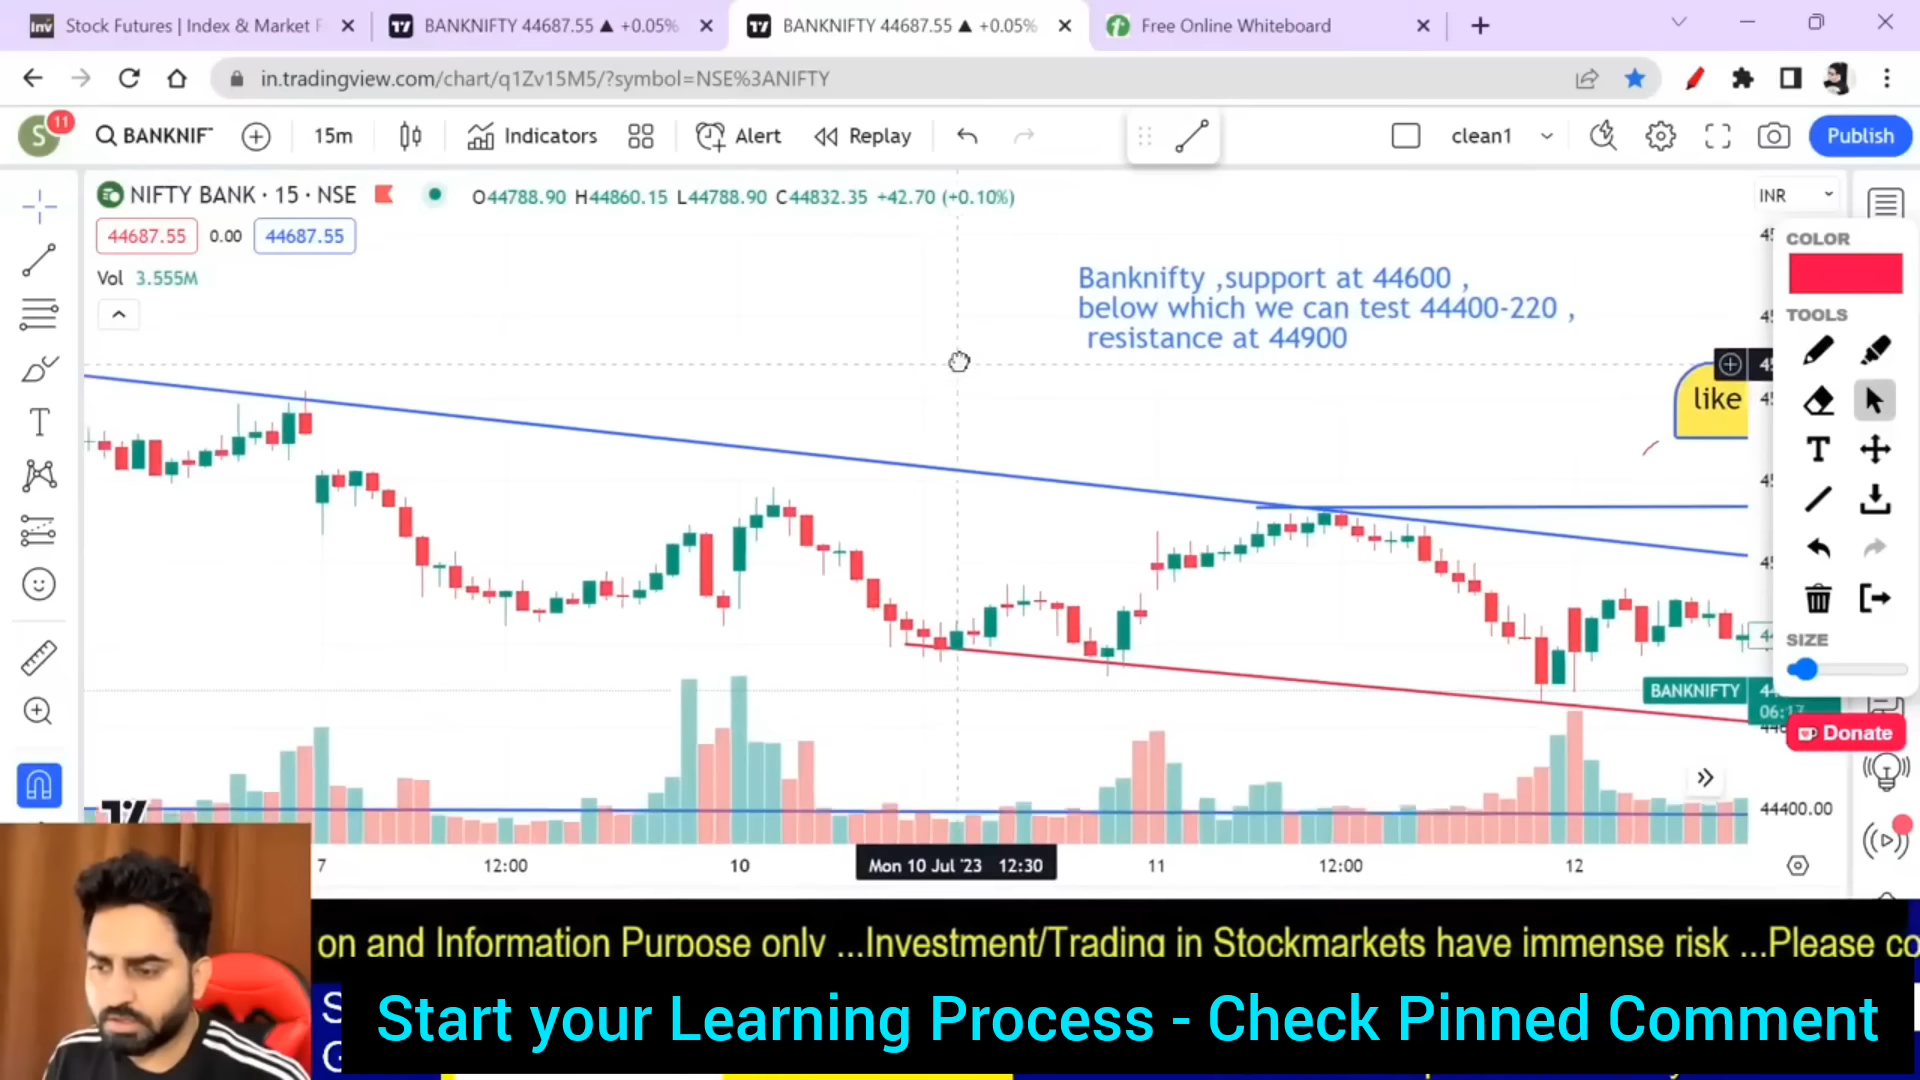 Stock Futures | Index & Market F
BANKNIFTY 44687.55 ▲ +0.05%
BANKNIFTY 44687.55 ▲ +0.05%
Free Online Whiteboard
in.tradingview.com/chart/q1Zv15M5/?symbol=NSE%3ANIFTY
S
11
BANKNIF
15m
Indicators
Alert
Replay
clean1
Publish
NIFTY BANK · 15 · NSE
O44788.90 H44860.15 L44788.90 C44832.35 +42.70 (+0.10%)
INR
44687.55 0.00 44687.55
Vol 3.555M
Banknifty ,support at 44600 ,
below which we can test 44400-220 ,
resistance at 44900
like
COLOR
TOOLS
SIZE
BANKNIFTY
06:17
Donate
44400.00
7
12:00
10
Mon 10 Jul '23 12:30
11
12:00
12
on and Information Purpose only ...Investment/Trading in Stockmarkets have immense risk ...Please co
Start your Learning Process - Check Pinned Comment